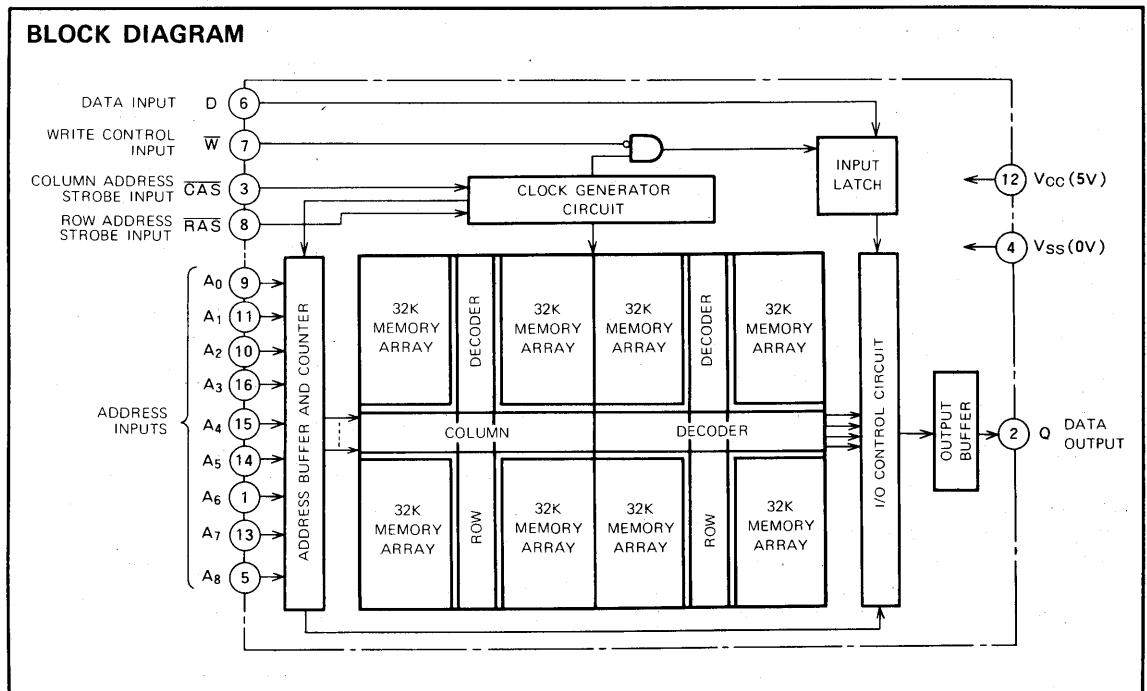 BLOCK DIAGRAM
DATA INPUT D 6
WRITE CONTROL
INPUT W̅ 7
COLUMN ADDRESS
STROBE INPUT C̅A̅S̅ 3
ROW ADDRESS
STROBE INPUT R̅A̅S̅ 8
ADDRESS
INPUTS
A0 9
A1 11
A2 10
A3 16
A4 15
A5 14
A6 1
A7 13
A8 5
ADDRESS BUFFER AND COUNTER
CLOCK GENERATOR
CIRCUIT
INPUT
LATCH
12 VCC(5V)
4 VSS(0V)
32K
MEMORY
ARRAY
DECODER
32K
MEMORY
ARRAY
32K
MEMORY
ARRAY
DECODER
32K
MEMORY
ARRAY
COLUMN DECODER
32K
MEMORY
ARRAY
ROW
32K
MEMORY
ARRAY
32K
MEMORY
ARRAY
ROW
32K
MEMORY
ARRAY
I/O CONTROL CIRCUIT
OUTPUT
BUFFER
2 Q DATA
OUTPUT